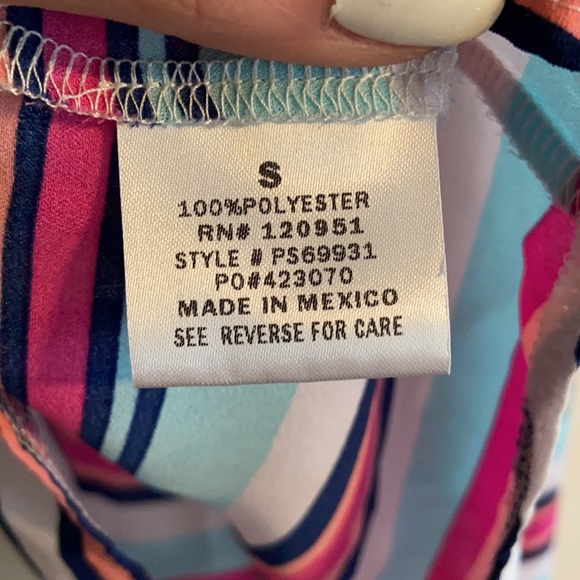 S
100%POLYESTER
RN# 120951
STYLE # PS69931
PO#423070
MADE IN MEXICO
SEE REVERSE FOR CARE